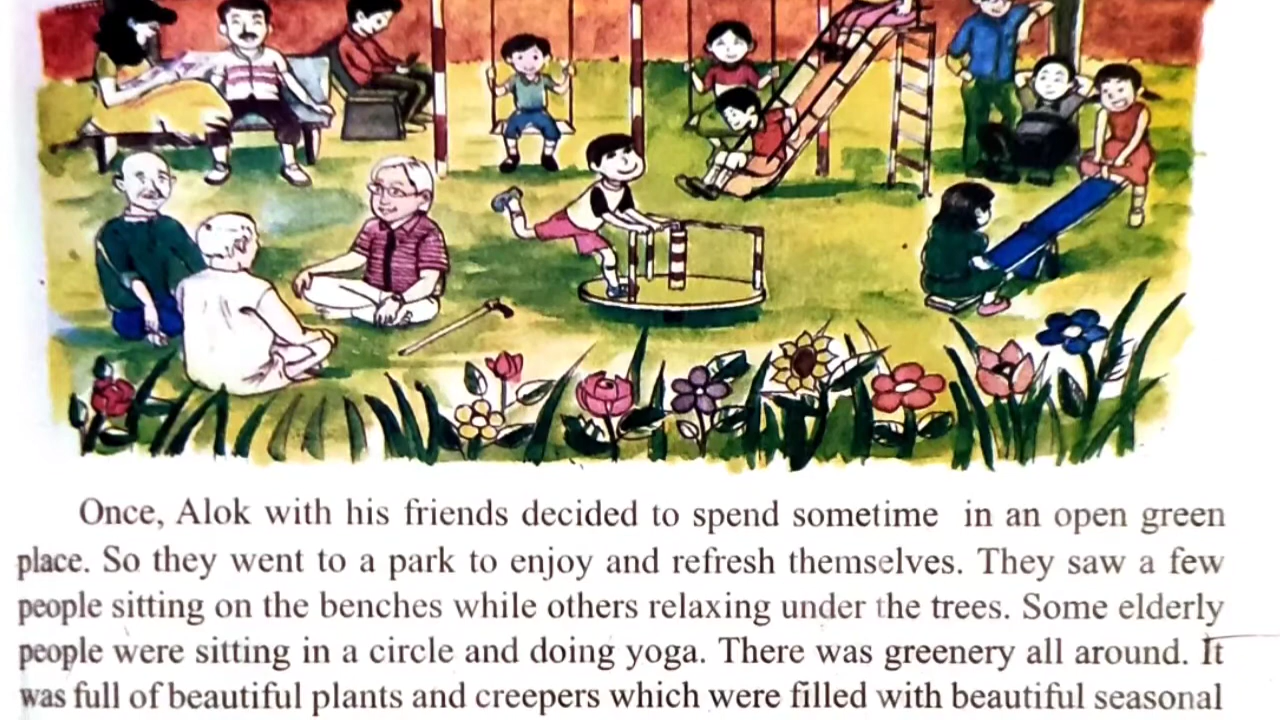 Once, Alok with his friends decided to spend sometime in an open green
place. So they went to a park to enjoy and refresh themselves. They saw a few
people sitting on the benches while others relaxing under the trees. Some elderly
people were sitting in a circle and doing yoga. There was greenery all around. It
was full of beautiful plants and creepers which were filled with beautiful seasonal